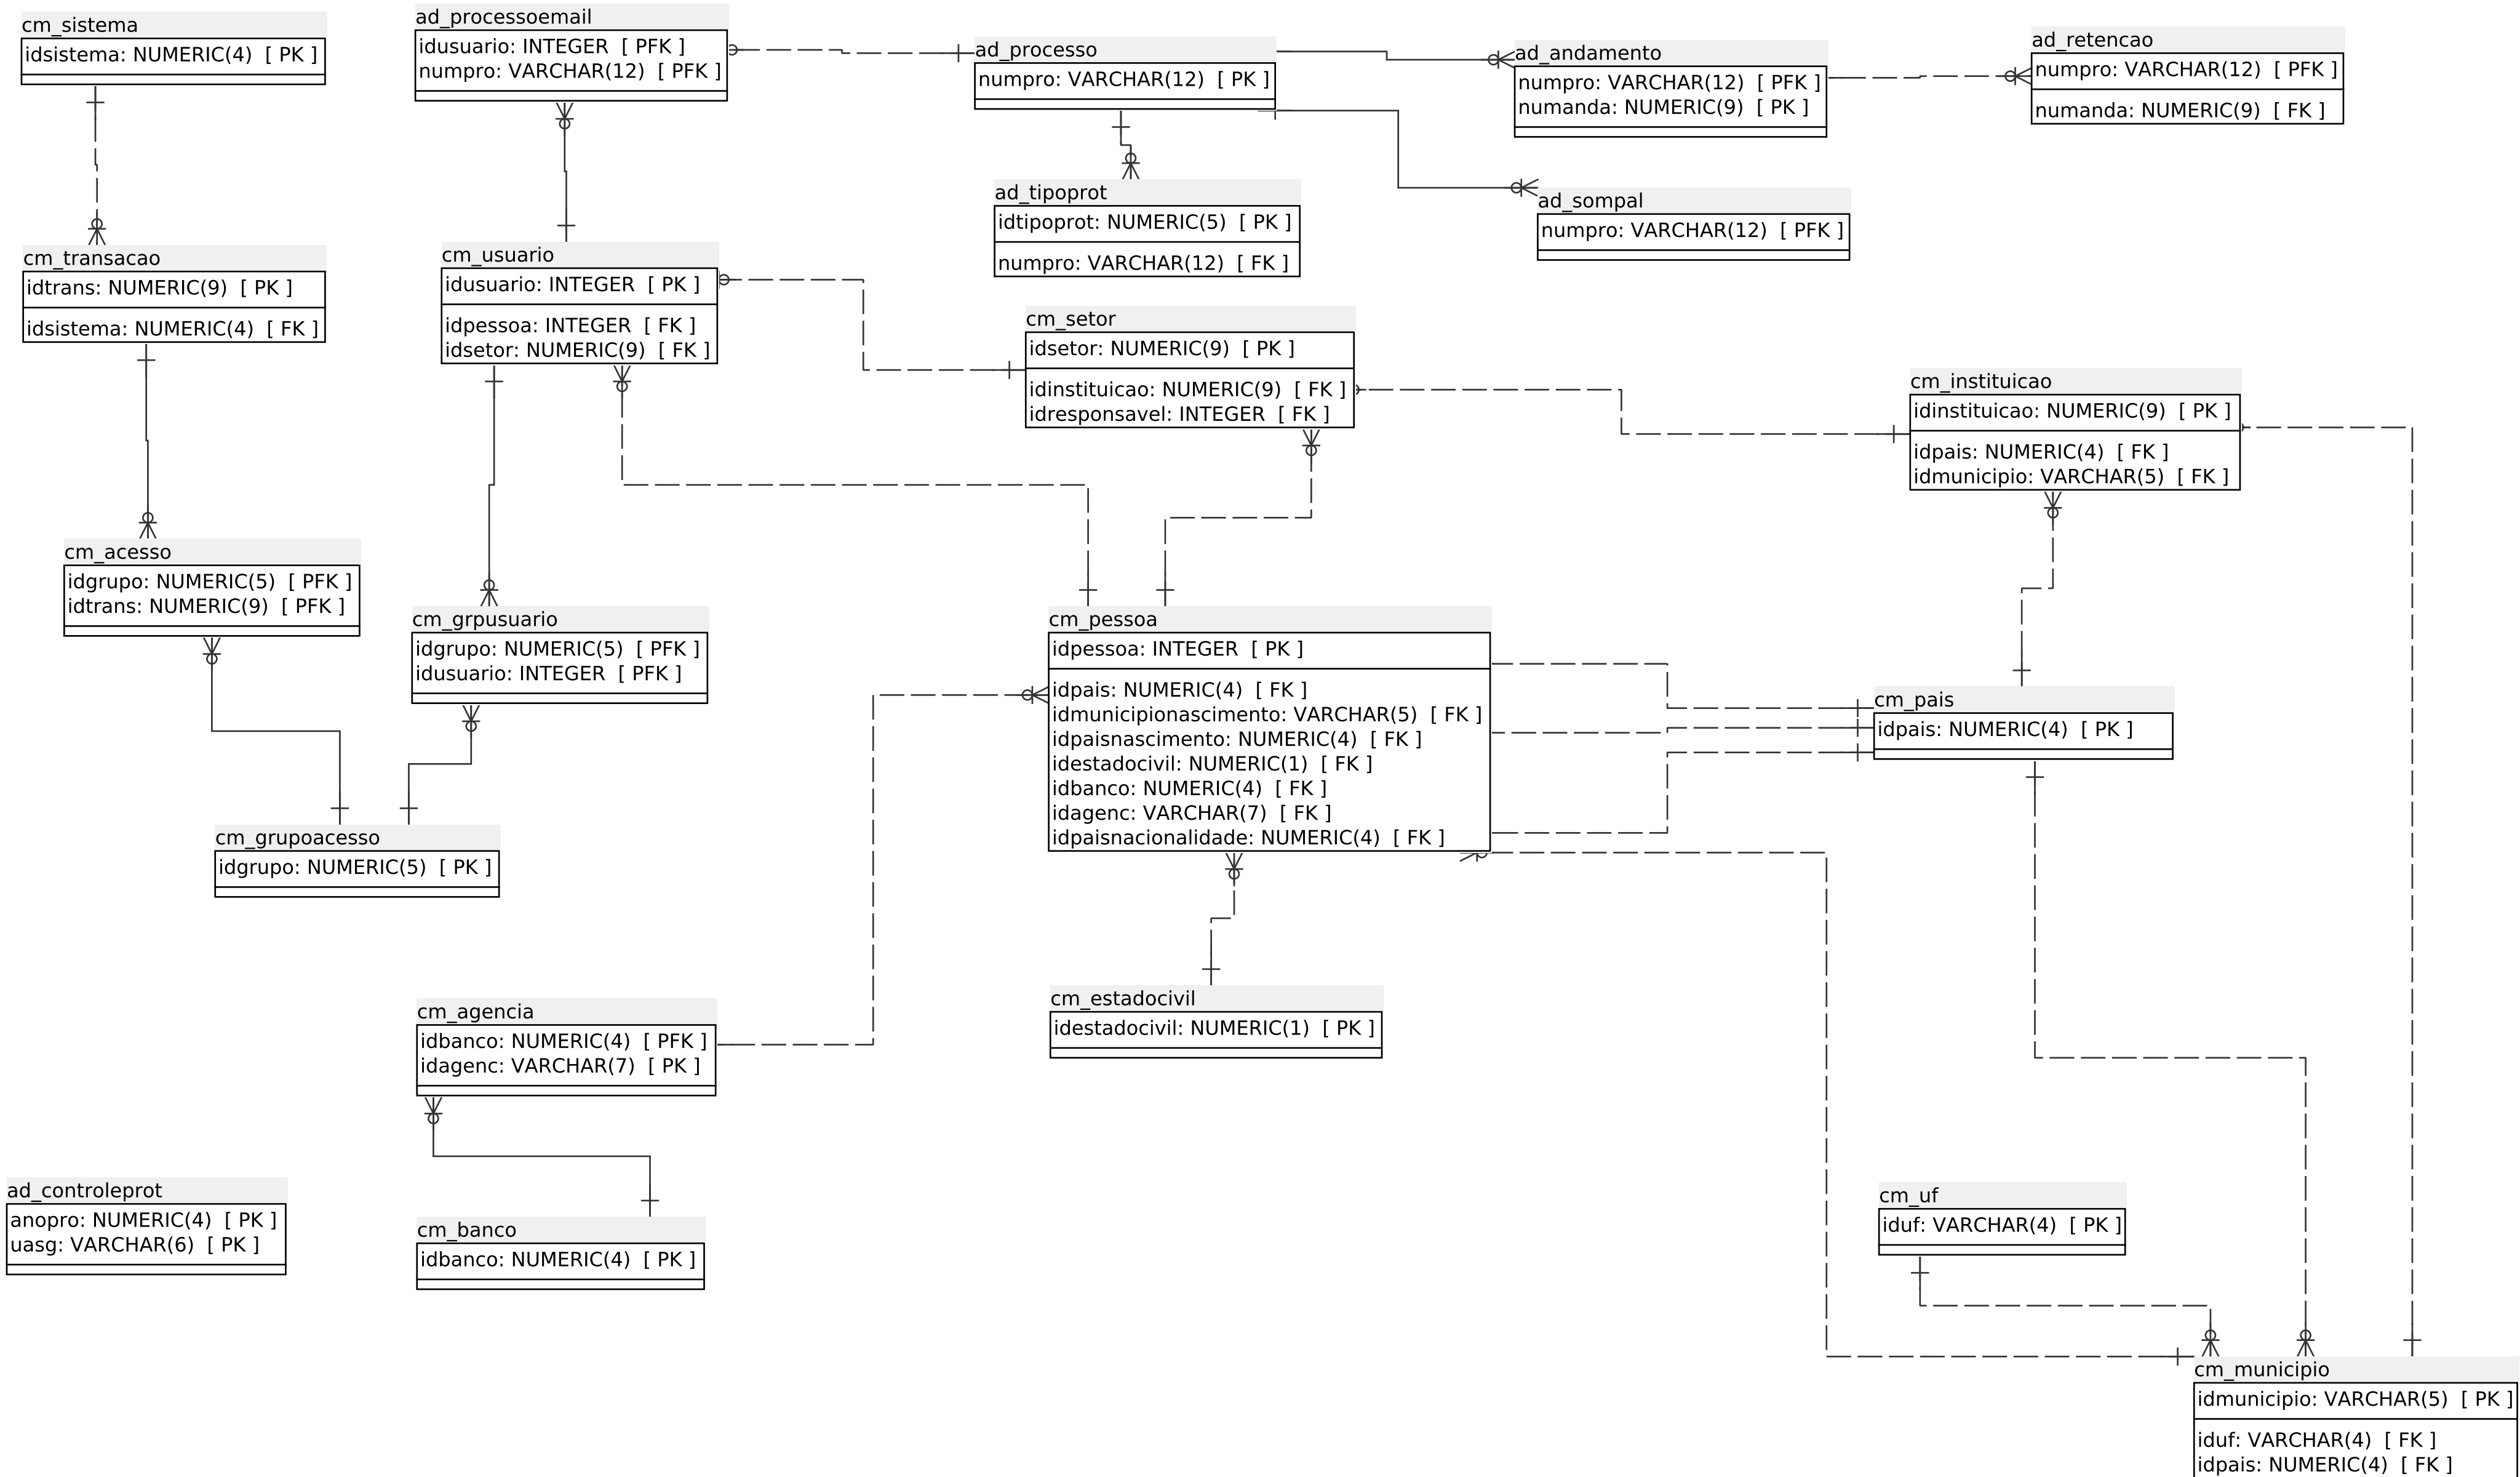 cm_sistema
idsistema: NUMERIC(4) [ PK ]
ad_processoemail
idusuario: INTEGER [ PFK ]
numpro: VARCHAR(12) [ PFK ]
ad_processo
numpro: VARCHAR(12) [ PK ]
ad_andamento
numpro: VARCHAR(12) [ PFK ]
numanda: NUMERIC(9) [ PK ]
ad_retencao
numpro: VARCHAR(12) [ PFK ]
numanda: NUMERIC(9) [ FK ]
ad_tipoprot
idtipoprot: NUMERIC(5) [ PK ]
numpro: VARCHAR(12) [ FK ]
ad_sompal
numpro: VARCHAR(12) [ PFK ]
cm_transacao
idtrans: NUMERIC(9) [ PK ]
idsistema: NUMERIC(4) [ FK ]
cm_usuario
idusuario: INTEGER [ PK ]
idpessoa: INTEGER [ FK ]
idsetor: NUMERIC(9) [ FK ]
cm_setor
idsetor: NUMERIC(9) [ PK ]
idinstituicao: NUMERIC(9) [ FK ]
idresponsavel: INTEGER [ FK ]
cm_instituicao
idinstituicao: NUMERIC(9) [ PK ]
idpais: NUMERIC(4) [ FK ]
idmunicipio: VARCHAR(5) [ FK ]
cm_acesso
idgrupo: NUMERIC(5) [ PFK ]
idtrans: NUMERIC(9) [ PFK ]
cm_grpusuario
idgrupo: NUMERIC(5) [ PFK ]
idusuario: INTEGER [ PFK ]
cm_pessoa
idpessoa: INTEGER [ PK ]
idpais: NUMERIC(4) [ FK ]
idmunicipionascimento: VARCHAR(5) [ FK ]
idpaisnascimento: NUMERIC(4) [ FK ]
idestadocivil: NUMERIC(1) [ FK ]
idbanco: NUMERIC(4) [ FK ]
idagenc: VARCHAR(7) [ FK ]
idpaisnacionalidade: NUMERIC(4) [ FK ]
cm_pais
idpais: NUMERIC(4) [ PK ]
cm_grupoacesso
idgrupo: NUMERIC(5) [ PK ]
cm_agencia
idbanco: NUMERIC(4) [ PFK ]
idagenc: VARCHAR(7) [ PK ]
cm_estadocivil
idestadocivil: NUMERIC(1) [ PK ]
ad_controleprot
anopro: NUMERIC(4) [ PK ]
uasg: VARCHAR(6) [ PK ]
cm_banco
idbanco: NUMERIC(4) [ PK ]
cm_uf
iduf: VARCHAR(4) [ PK ]
cm_municipio
idmunicipio: VARCHAR(5) [ PK ]
iduf: VARCHAR(4) [ FK ]
idpais: NUMERIC(4) [ FK ]